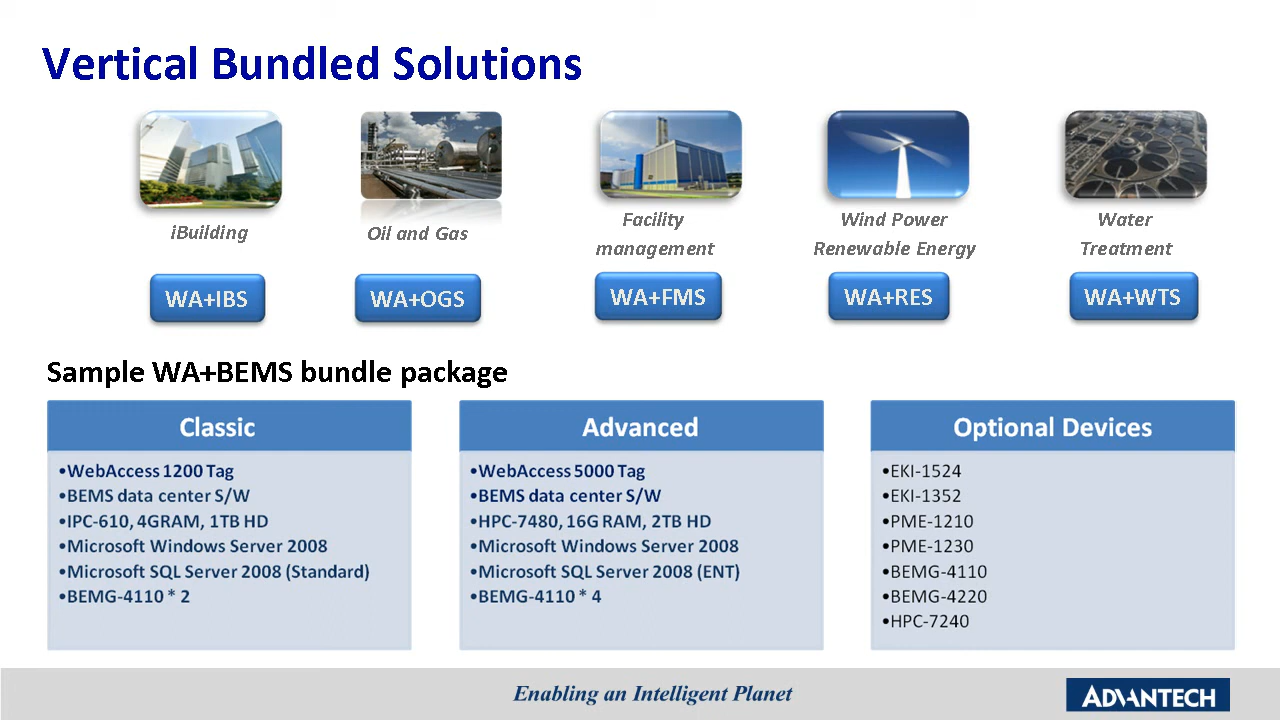 Vertical Bundled Solutions
iBuilding
Oil and Gas
Facility
management
Wind Power
Renewable Energy
Water
Treatment
WA+IBS
WA+OGS
WA+FMS
WA+RES
WA+WTS
Sample WA+BEMS bundle package
Classic
•WebAccess 1200 Tag
•BEMS data center S/W
•IPC-610, 4GRAM, 1TB HD
•Microsoft Windows Server 2008
•Microsoft SQL Server 2008 (Standard)
•BEMG-4110 * 2
Advanced
•WebAccess 5000 Tag
•BEMS data center S/W
•HPC-7480, 16G RAM, 2TB HD
•Microsoft Windows Server 2008
•Microsoft SQL Server 2008 (ENT)
•BEMG-4110 * 4
Optional Devices
•EKI-1524
•EKI-1352
•PME-1210
•PME-1230
•BEMG-4110
•BEMG-4220
•HPC-7240
Enabling an Intelligent Planet
ADVANTECH